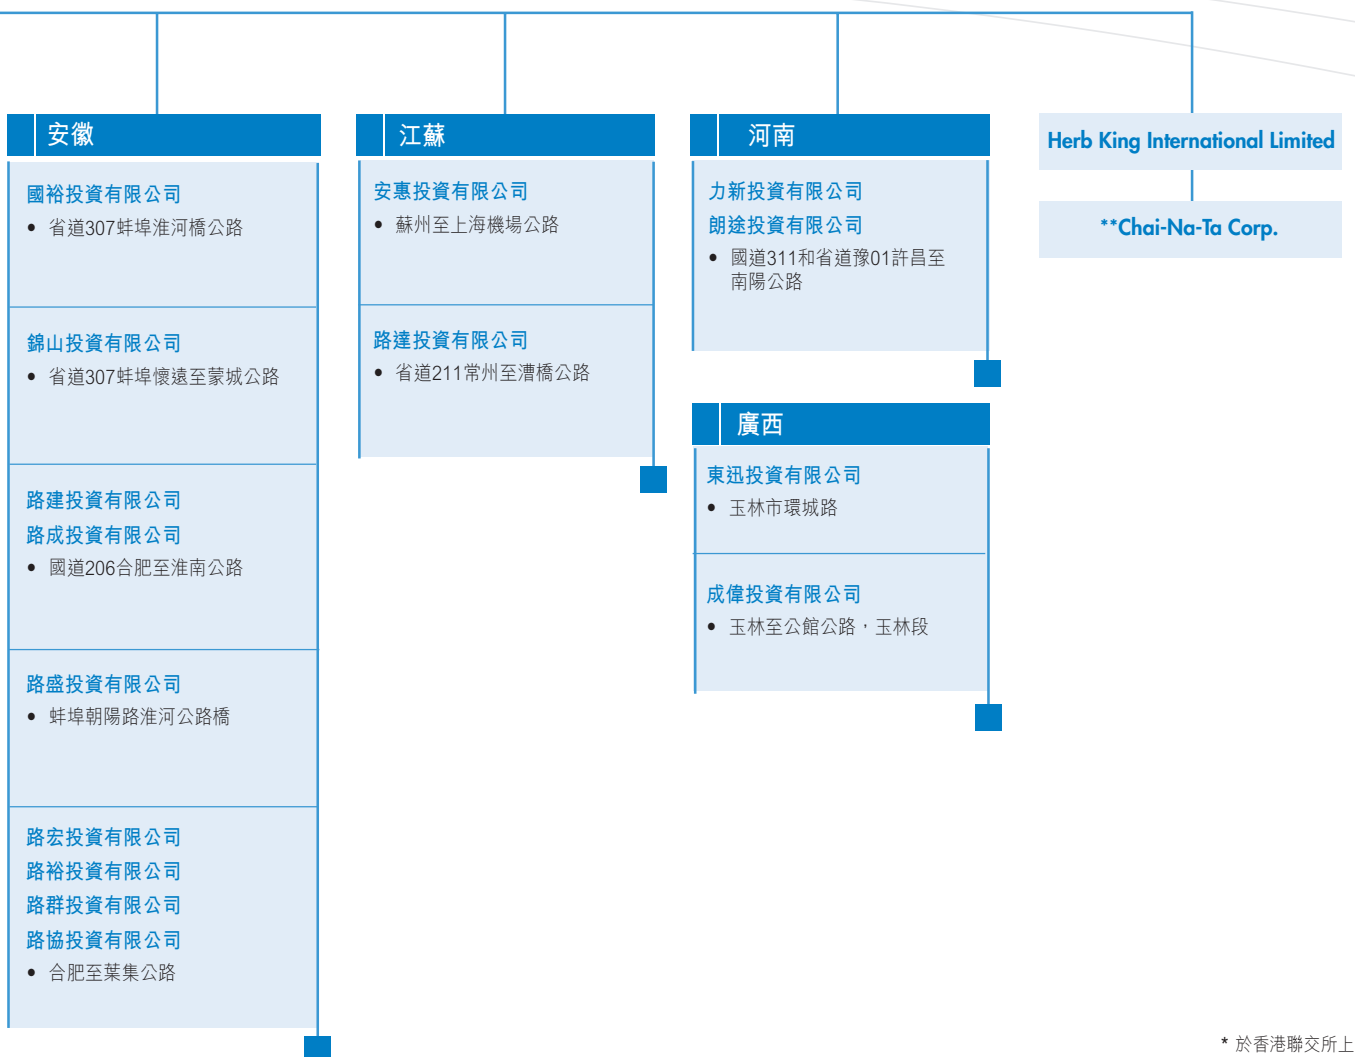 安徽
國裕投資有限公司
• 省道307蚌埠淮河橋公路
錦山投資有限公司
• 省道307蚌埠懷遠至蒙城公路
路建投資有限公司
路成投資有限公司
• 國道206合肥至淮南公路
路盛投資有限公司
• 蚌埠朝陽路淮河公路橋
路宏投資有限公司
路裕投資有限公司
路群投資有限公司
路協投資有限公司
• 合肥至葉集公路
江蘇
安惠投資有限公司
• 蘇州至上海機場公路
路達投資有限公司
• 省道211常州至漕橋公路
河南
力新投資有限公司
朗途投資有限公司
• 國道311和省道豫01許昌至
南陽公路
廣西
東迅投資有限公司
• 玉林市環城路
成偉投資有限公司
• 玉林至公館公路，玉林段
Herb King International Limited
**Chai-Na-Ta Corp.
* 於香港聯交所上